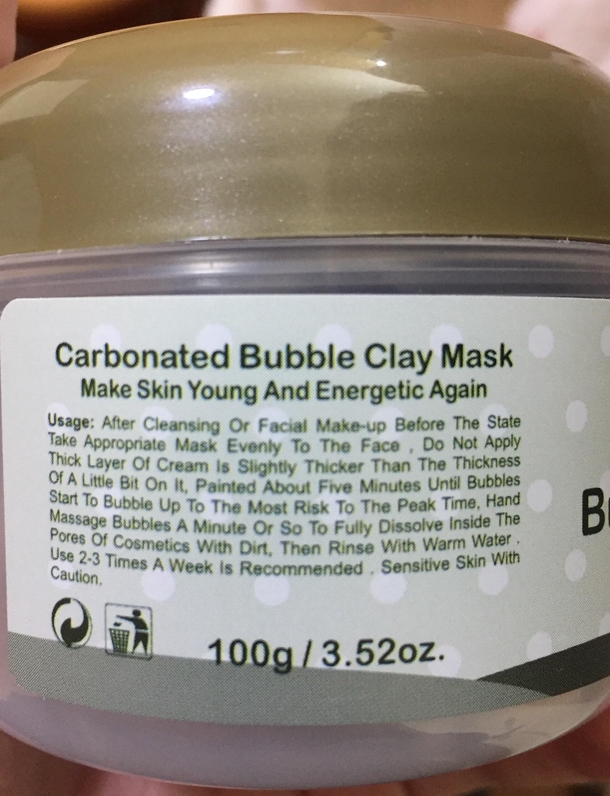 Carbonated Bubble Clay Mask
Make Skin Young And Energetic Again
Usage: After Cleansing Or Facial Make-up Before The State
Take Appropriate Mask Evenly To The Face , Do Not Apply
Thick Layer Of Cream Is Slightly Thicker Than The Thickness
Of A Little Bit On It, Painted About Five Minutes Until Bubbles
Start To Bubble Up To The Most Risk To The Peak Time, Hand
Massage Bubbles A Minute Or So To Fully Dissolve Inside The
Pores Of Cosmetics With Dirt, Then Rinse With Warm Water .
Use 2-3 Times A Week Is Recommended . Sensitive Skin With
Caution.
100g / 3.52oz.